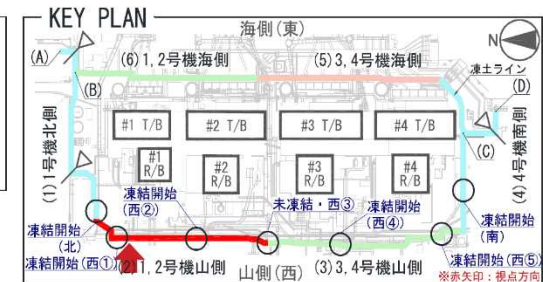 KEY PLAN
海側(東)
N
(A)
(6)1,2号機海側
(5)3,4号機海側
凍土ライン
(B)
(D)
#1 T/B
#2 T/B
#3 T/B
#4 T/B
(C)
(1)1号機北側
(4)4号機南側
#1
R/B
#2
R/B
#3
R/B
#4
R/B
凍結開始
(西②)
未凍結・西③
凍結開始
(西④)
凍結開始
(北)
凍結開始
(南)
凍結開始(西①)
(2)1,2号機山側
山側(西)
(3)3,4号機山側
凍結開始(西⑤)
※赤矢印：視点方向